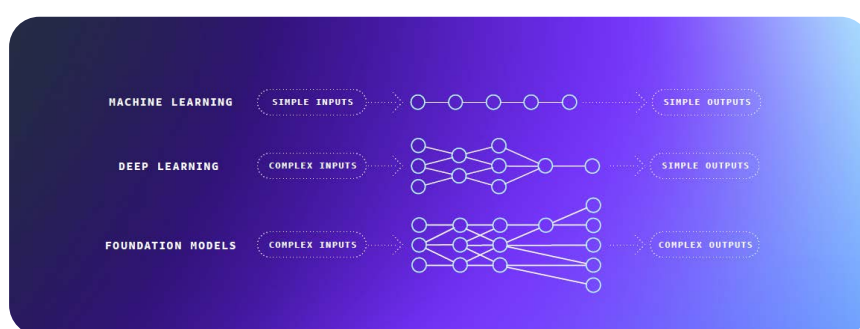 MACHINE LEARNING SIMPLE INPUTS SIMPLE OUTPUTS
DEEP LEARNING COMPLEX INPUTS SIMPLE OUTPUTS
FOUNDATION MODELS COMPLEX INPUTS COMPLEX OUTPUTS